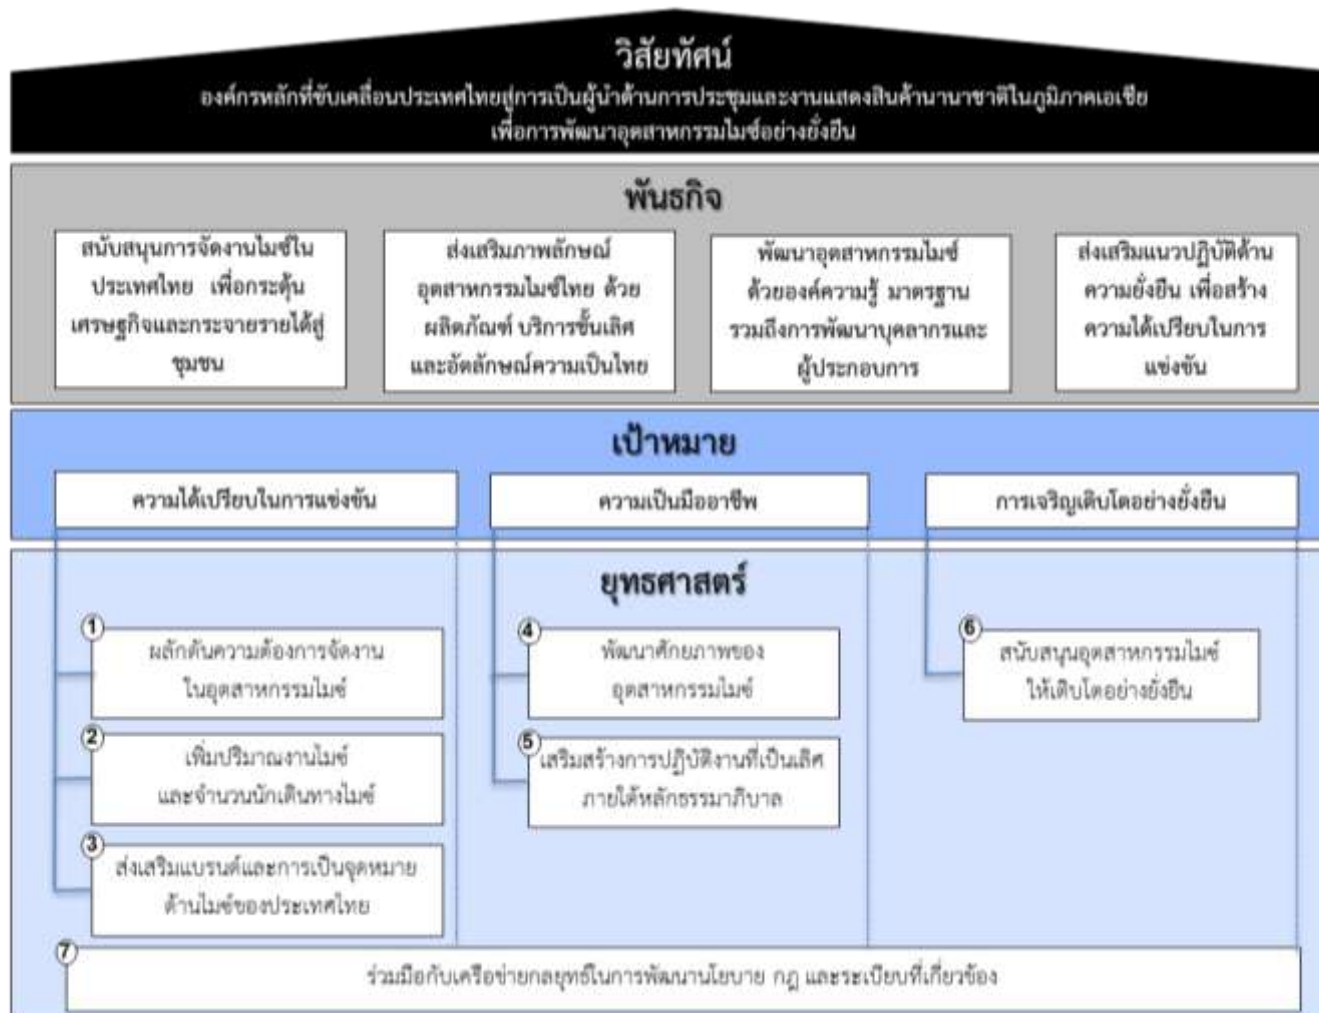 วิสัยทัศน์
องค์กรหลักที่ขับเคลื่อนประเทศไทยสู่การเป็นผู้นำด้านการประชุมและงานแสดงสินค้านานาชาติในภูมิภาคเอเชีย
เพื่อการพัฒนาอุตสาหกรรมไมซ์อย่างยั่งยืน
พันธกิจ
สนับสนุนการจัดงานไมซ์ใน
ประเทศไทย เพื่อกระตุ้น
เศรษฐกิจและกระจายรายได้สู่
ชุมชน
ส่งเสริมภาพลักษณ์
อุตสาหกรรมไมซ์ไทย ด้วย
ผลิตภัณฑ์ บริการชั้นเลิศ
และอัตลักษณ์ความเป็นไทย
พัฒนาอุตสาหกรรมไมซ์
ด้วยองค์ความรู้ มาตรฐาน
รวมถึงการพัฒนาบุคลากรและ
ผู้ประกอบการ
ส่งเสริมแนวปฏิบัติด้าน
ความยั่งยืน เพื่อสร้าง
ความได้เปรียบในการ
แข่งขัน
เป้าหมาย
ความได้เปรียบในการแข่งขัน
ความเป็นมืออาชีพ
การเจริญเติบโตอย่างยั่งยืน
ยุทธศาสตร์
1
ผลักดันความต้องการจัดงาน
ในอุตสาหกรรมไมซ์
2
เพิ่มปริมาณงานไมซ์
และจำนวนนักเดินทางไมซ์
3
ส่งเสริมแบรนด์และการเป็นจุดหมาย
ด้านไมซ์ของประเทศไทย
4
พัฒนาศักยภาพของ
อุตสาหกรรมไมซ์
5
เสริมสร้างการปฏิบัติงานที่เป็นเลิศ
ภายใต้หลักธรรมาภิบาล
6
สนับสนุนอุตสาหกรรมไมซ์
ให้เติบโตอย่างยั่งยืน
7
ร่วมมือกับเครือข่ายกลยุทธ์ในการพัฒนานโยบาย กฎ และระเบียบที่เกี่ยวข้อง